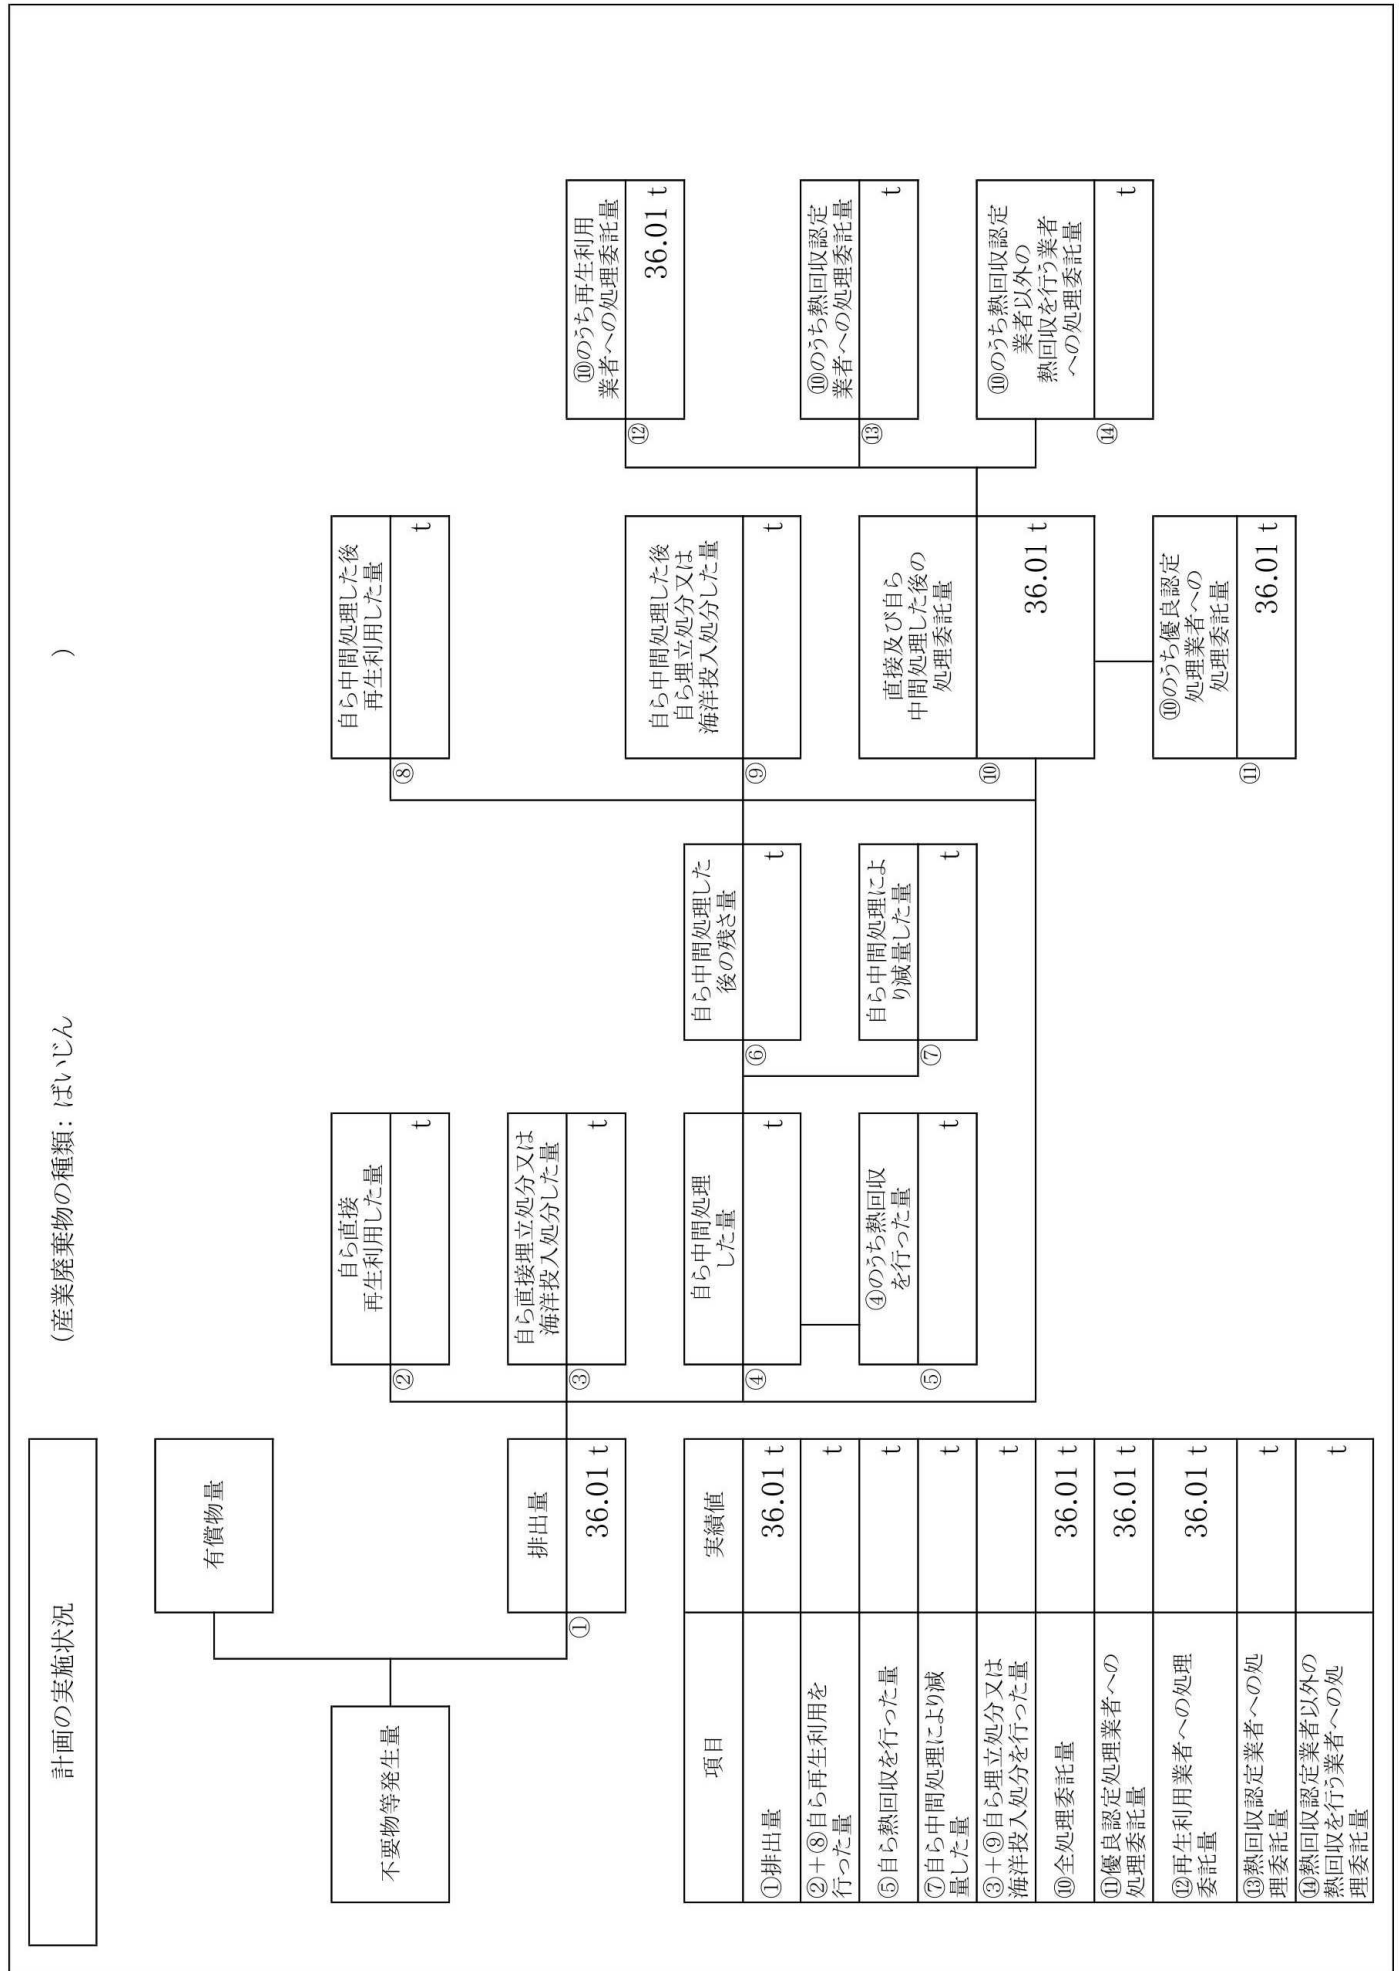 計画の実施状況
(産業廃棄物の種類: ばいじん )
不要物等発生量
有償物量
排出量
① 36.01 t
自ら直接
再生利用した量
② t
自ら直接埋立処分又は
海洋投入処分した量
③ t
自ら中間処理
した量
④ t
④のうち熱回収
を行った量
⑤ t
自ら中間処理した
後の残さ量
⑥ t
自ら中間処理によ
り減量した量
⑦ t
自ら中間処理した後
再生利用した量
⑧ t
自ら中間処理した後
自ら埋立処分又は
海洋投入処分した量
⑨ t
直接及び自ら
中間処理した後の
処理委託量
⑩ 36.01 t
⑩のうち優良認定
処理業者への
処理委託量
⑪ 36.01 t
⑩のうち再生利用
業者への処理委託量
⑫ 36.01 t
⑩のうち熱回収認定
業者への処理委託量
⑬ t
⑩のうち熱回収認定
業者以外の
熱回収を行う業者
への処理委託量
⑭ t
項目 実績値
①排出量 36.01 t
②+⑧自ら再生利用を
行った量 t
⑤自ら熱回収を行った量 t
⑦自ら中間処理により減
量した量 t
③+⑨自ら埋立処分又は
海洋投入処分を行った量 t
⑩全処理委託量 36.01 t
⑪優良認定処理業者への
処理委託量 36.01 t
⑫再生利用業者への処理
委託量 36.01 t
⑬熱回収認定業者への処
理委託量 t
⑭熱回収認定業者以外の
熱回収を行う業者への処
理委託量 t